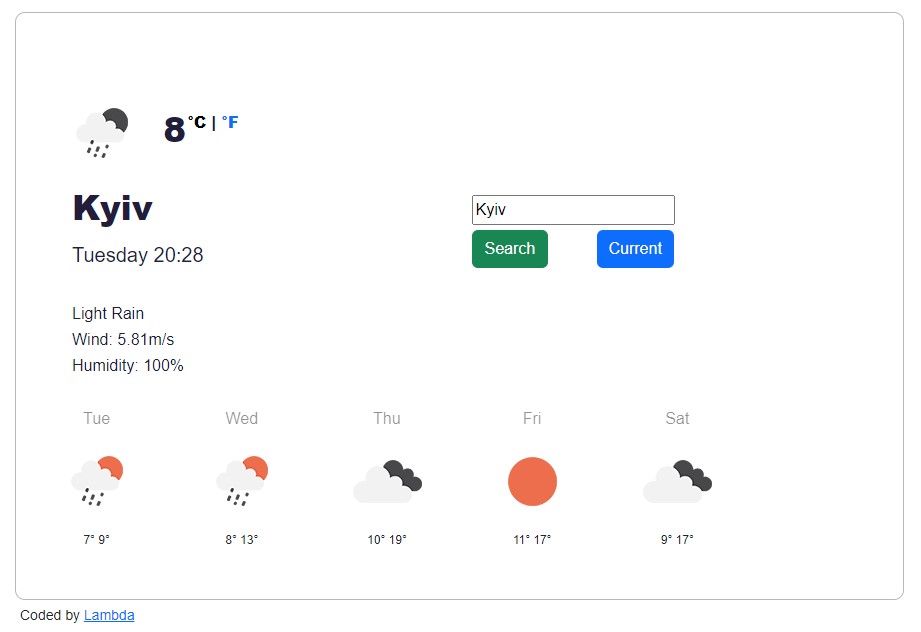 8°C | °F
Kyiv
Tuesday 20:28
Kyiv
Search Current
Light Rain
Wind: 5.81m/s
Humidity: 100%
Tue Wed Thu Fri Sat
7° 9° 8° 13° 10° 19° 11° 17° 9° 17°
Coded by Lambda